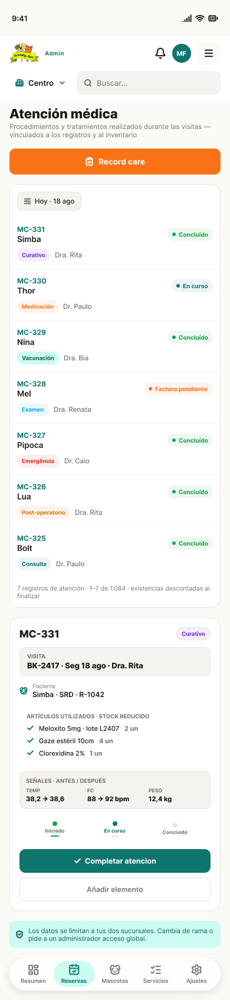 9:41
Friendly-Pets
Admin
MF
Centro
Buscar...
Atención médica
Procedimientos y tratamientos realizados durante las visitas —
vinculados a los registros y al inventario
Record care
Hoy · 18 ago
MC-331
Simba
Concluído
Curativo
Dra. Rita
MC-330
Thor
En curso
Medicación
Dr. Paulo
MC-329
Nina
Concluído
Vacunación
Dra. Bia
MC-328
Mel
Factura pendiente
Examen
Dra. Renata
MC-327
Pipoca
Concluído
Emergência
Dr. Caio
MC-326
Lua
Concluído
Post-operatorio
Dra. Rita
MC-325
Bolt
Concluído
Consulta
Dr. Paulo
7 registros de atención · 1–7 de 1.084 · existencias descontadas al
finalizar
MC-331
Curativo
VISITA
BK-2417 · Seg 18 ago · Dra. Rita
Paciente
Simba · SRD · R-1042
ARTÍCULOS UTILIZADOS · STOCK REDUCIDO
Meloxito 5mg · lote L2407 2 un
Gaze estéril 10cm 4 un
Clorexidina 2% 1 un
SEÑALES · ANTES / DESPUÉS
TEMP
FC
PESO
38,2 → 38,6
88 → 92 bpm
12,4 kg
Iniciado
En curso
Concluído
Completar atencion
Añadir elemento
Los datos se limitan a tus dos sucursales. Cambia de rama o
pide a un administrador acceso global.
Resumen
Reservas
Mascotas
Servicios
Ajustes